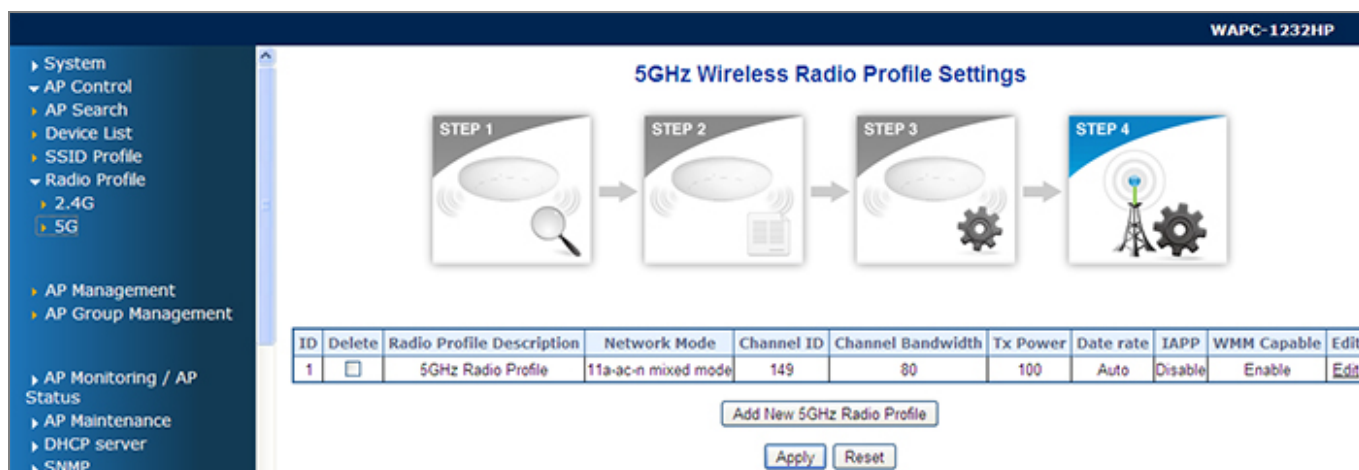 WAPC-1232HP
System
AP Control
AP Search
Device List
SSID Profile
Radio Profile
2.4G
5G
AP Management
AP Group Management
AP Monitoring / AP
Status
AP Maintenance
DHCP server
SNMP
5GHz Wireless Radio Profile Settings
STEP 1
STEP 2
STEP 3
STEP 4
ID Delete Radio Profile Description Network Mode Channel ID Channel Bandwidth Tx Power Date rate IAPP WMM Capable Edit
1 5GHz Radio Profile 11a-ac-n mixed mode 149 80 100 Auto Disable Enable Edit
Add New 5GHz Radio Profile
Apply Reset